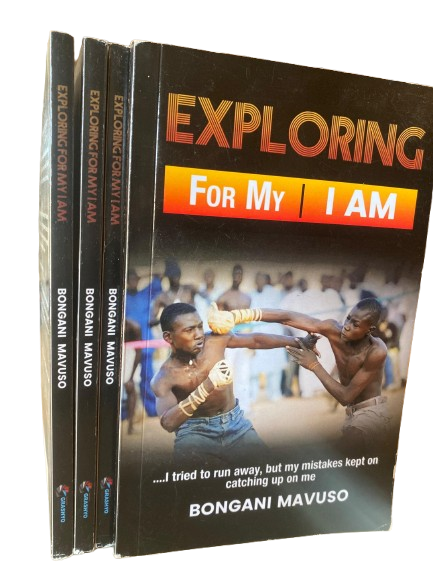 EXPLORING FOR MY I AM
BONGANI MAVUSO
EXPLORING FOR MY I AM
BONGANI MAVUSO
EXPLORING FOR MY I AM
BONGANI MAVUSO
EXPLORING
FOR MY | I AM
....I tried to run away, but my mistakes kept on
catching up on me
BONGANI MAVUSO